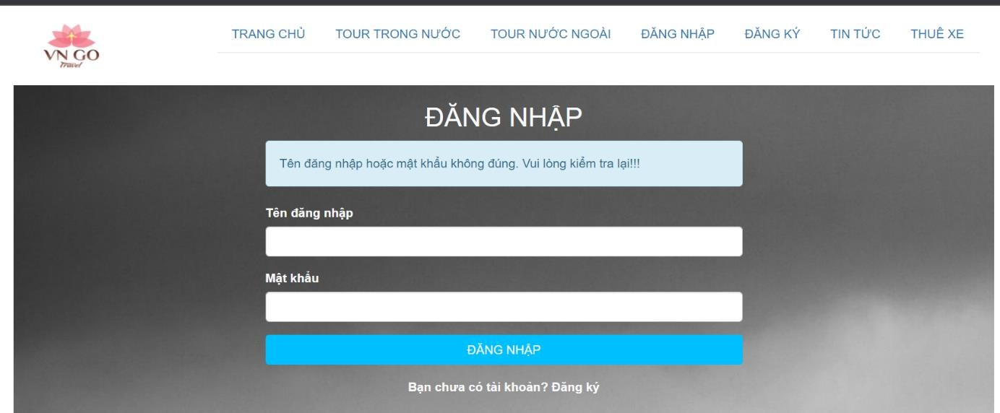 VN GO
Travel
TRANG CHỦ TOUR TRONG NƯỚC TOUR NƯỚC NGOÀI ĐĂNG NHẬP ĐĂNG KÝ TIN TỨC THUÊ XE
ĐĂNG NHẬP
Tên đăng nhập hoặc mật khẩu không đúng. Vui lòng kiểm tra lại!!!
Tên đăng nhập
Mật khẩu
ĐĂNG NHẬP
Bạn chưa có tài khoản? Đăng ký